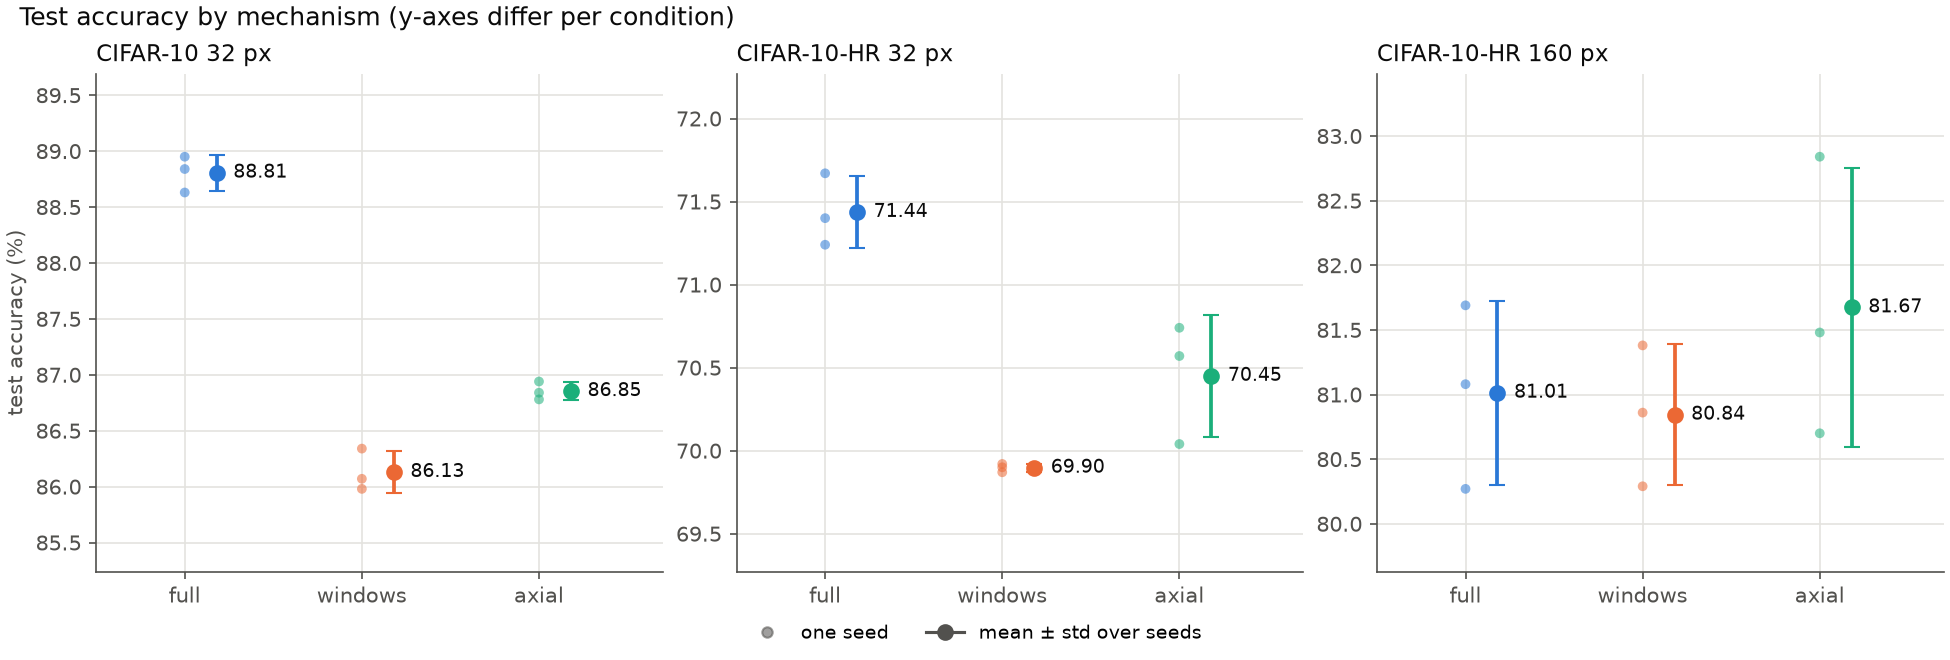 Test accuracy by mechanism (y-axes differ per condition)
CIFAR-10 32 px
test accuracy (%)
89.5
89.0
88.5
88.0
87.5
87.0
86.5
86.0
85.5
88.81
86.13
86.85
full
windows
axial
CIFAR-10-HR 32 px
72.0
71.5
71.0
70.5
70.0
69.5
71.44
69.90
70.45
full
windows
axial
CIFAR-10-HR 160 px
83.0
82.5
82.0
81.5
81.0
80.5
80.0
81.01
80.84
81.67
full
windows
axial
one seed
mean ± std over seeds